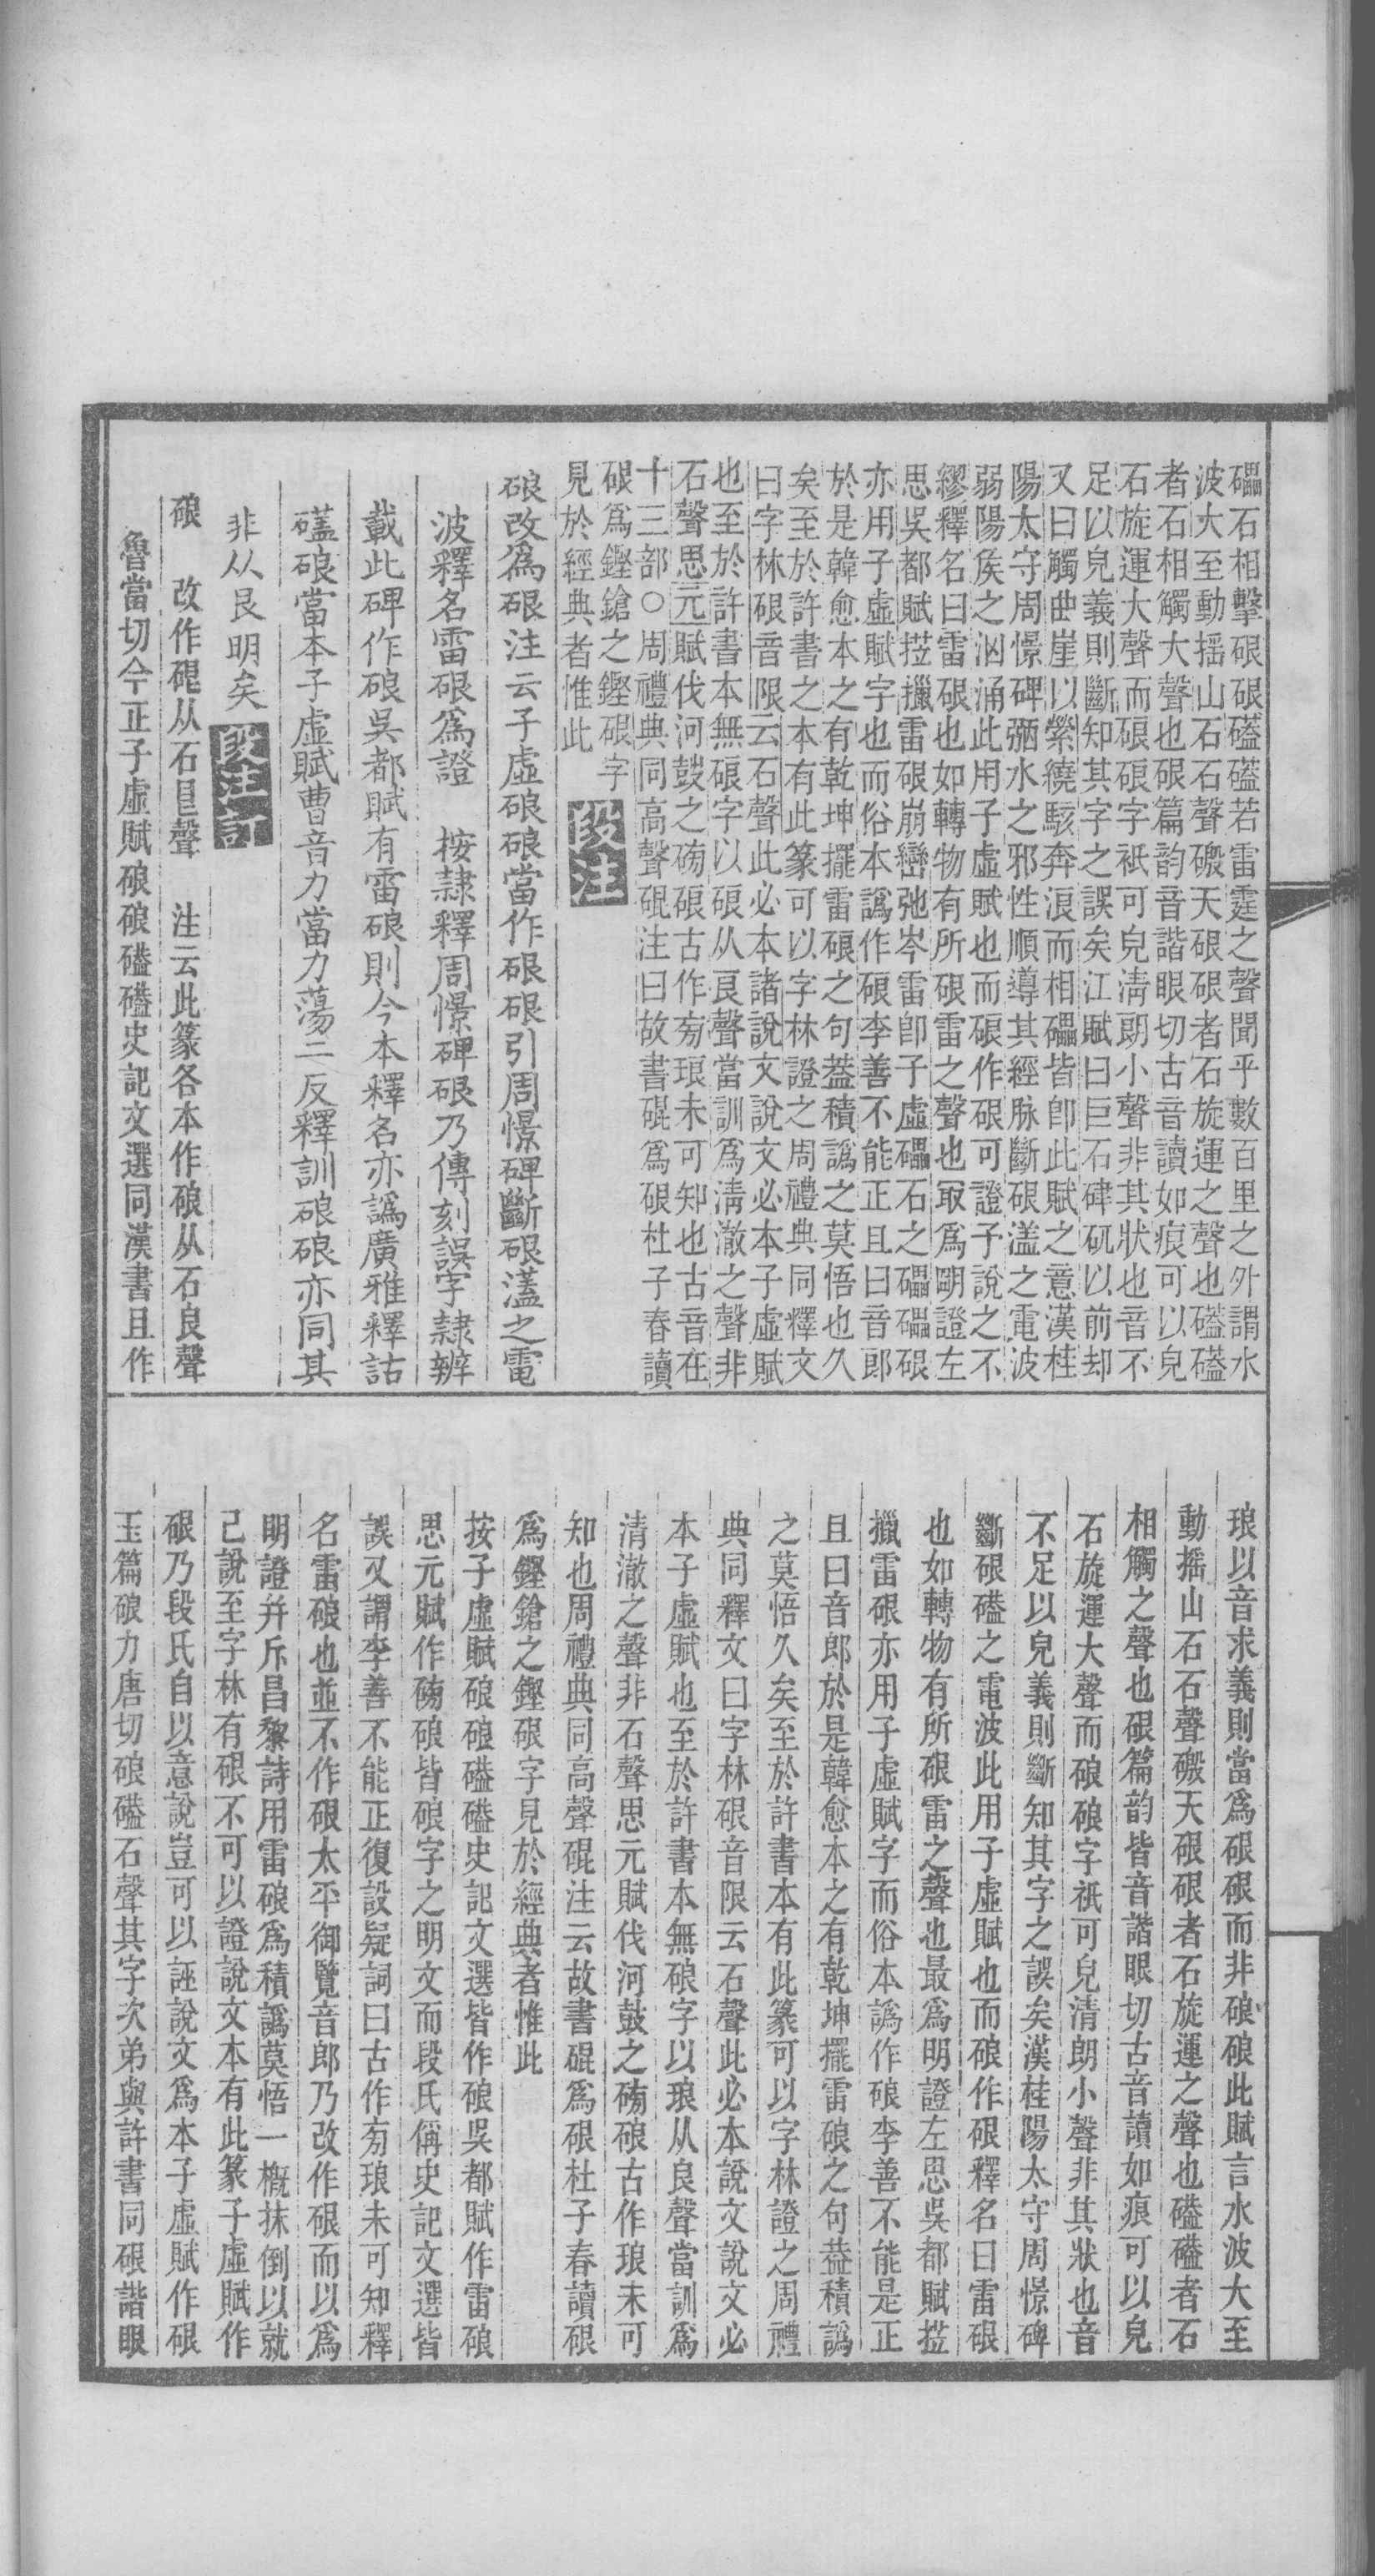 礧石相擊硠硠礚礚若雷霆之聲聞乎數百里之外謂水
波大至動搖山石石聲磤天硠硠者石旋運之聲也礚礚
者石相觸大聲也硍篇韵音諧眼切古音讀如痕可以皃
石旋運大聲而硠硠字祇可皃淸朗小聲非其狀也音不
足以皃義則斷知其字之誤矣江賦曰巨石硉矹以前却
又曰觸曲崖以縈繞駭奔浪而相礧皆卽此賦之意漢桂
陽太守周憬碑彌水之邪性順導其經脉斷硍溘之電波
弱陽矦之汹涌此用子虛賦也而硠作硍可證子說之不
繆釋名曰雷硍也如轉物有所硍雷之聲也冣爲朙證左
思吳都賦菈擸雷硍崩巒弛岑雷卽子虛礧石之礧礧硍
亦用子虛賦字也而俗本譌作硠李善不能正且曰音郎
於是韓愈本之有乾坤擺雷硠之句葢積譌之莫悟也久
矣至於許書之本有此篆可以字林證之周禮典同釋文
曰字林硍音限云石聲此必本諸說文說文必本子虛賦
也至於許書本無硠字以硠从良聲當訓爲淸澈之聲非
石聲思元賦伐河鼓之磅硠古作旁琅未可知也古音在
十三部○周禮典同高聲硍注曰故書硍爲硍杜子春讀
硍爲鏗鎗之鏗硍字
見於經典者惟此
段注
硠改爲硍注云子虛硠硠當作硍硍引周憬碑斷硍溘之電
波釋名雷硍爲證 按隷釋周憬碑硍乃傳刻誤字隷辨
載此碑作硠吳都賦有雷硠則今本釋名亦譌廣雅釋詁
礚硠當本子虛賦曹音力當力蕩二反釋訓硠硠亦同其
非从艮明矣
段注訂
硠 改作硍从石𥃩聲 注云此篆各本作硠从石良聲
魯當切今正子虛賦硠硠礚礚史記文選同漢書且作
琅以音求義則當爲硍硍而非硠硠此賦言水波大至
動搖山石石聲磤天硍硍者石旋運之聲也礚礚者石
相觸之聲也硍篇韵皆音諧眼切古音讀如痕可以皃
石旋運大聲而硠硠字祇可皃清朗小聲非其狀也音
不足以皃義則斷知其字之誤矣漢桂陽太守周憬碑
斷硍礚之電波此用子虛賦也而硠作硍釋名曰雷硍
也如轉物有所硍雷之聲也最爲明證左思吳都賦菈
擸雷硍亦用子虛賦字而俗本譌作硠李善不能是正
且曰音郎於是韓愈本之有乾坤擺雷硠之句葢積譌
之莫悟久矣至於許書本有此篆可以字林證之周禮
典同釋文曰字林硍音限云石聲此必本說文說文必
本子虛賦也至於許書本無硠字以琅从良聲當訓爲
清澈之聲非石聲思元賦伐河鼓之磅硠古作琅未可
知也周禮典同高聲硍注云故書硍爲硍杜子春讀硍
爲鏗鎗之鏗硍字見於經典者惟此
按子虛賦硠硠礚礚史記文選皆作硠吳都賦作雷硠
思元賦作磅硠皆硠字之明文而段氏偁史記文選皆
誤又謂李善不能正復設疑詞曰古作旁琅未可知釋
名雷硠也並不作硍太平御覽音郎乃改作硍而以爲
明證并斥昌黎詩用雷硠爲積譌莫悟一概抹倒以就
己說至字林有硍不可以證說文本有此篆子虛賦作
硍乃段氏自以意說豈可以誣說文爲本子虛賦作硍
玉篇硠力唐切硠礚石聲其字次弟與許書同硍諧眼